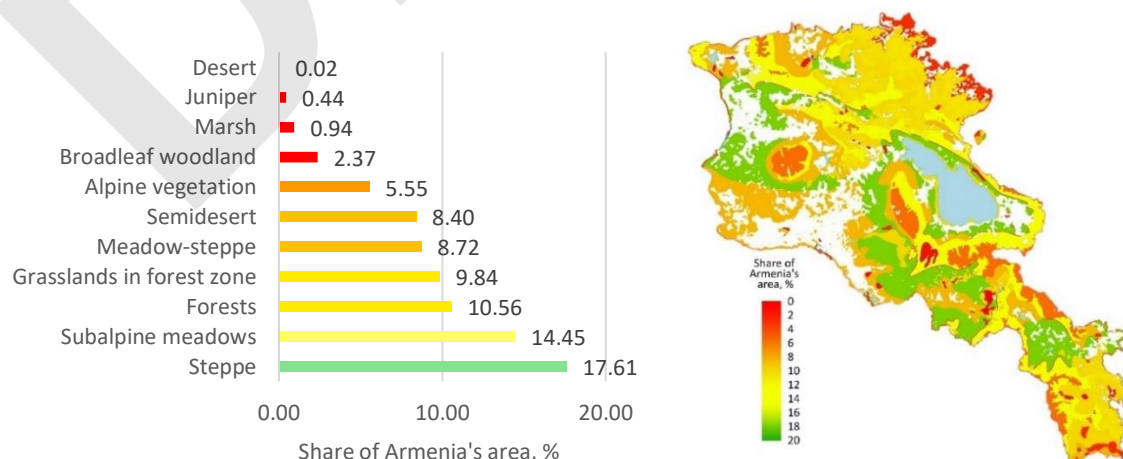 Desert 0.02
Juniper 0.44
Marsh 0.94
Broadleaf woodland 2.37
Alpine vegetation 5.55
Semidesert 8.40
Meadow-steppe 8.72
Grasslands in forest zone 9.84
Forests 10.56
Subalpine meadows 14.45
Steppe 17.61
0.00 10.00 20.00
Share of Armenia's area, %
Share of
Armenia's
area, %
0
2
4
6
8
10
12
14
16
18
20